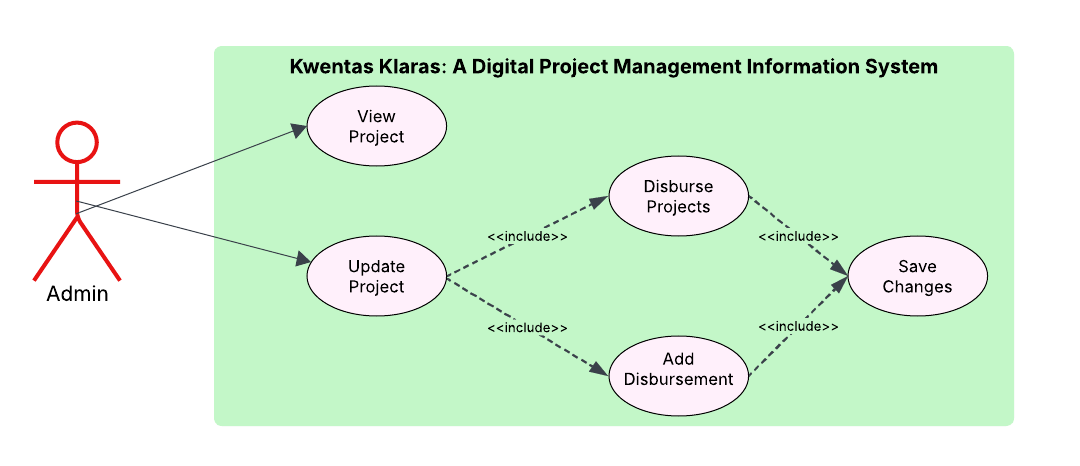 Kwentas Klaras: A Digital Project Management Information System
View
Project
Disburse
Projects
<<include>>
<<include>>
Update
Project
Save
Changes
Admin
<<include>>
<<include>>
Add
Disbursement